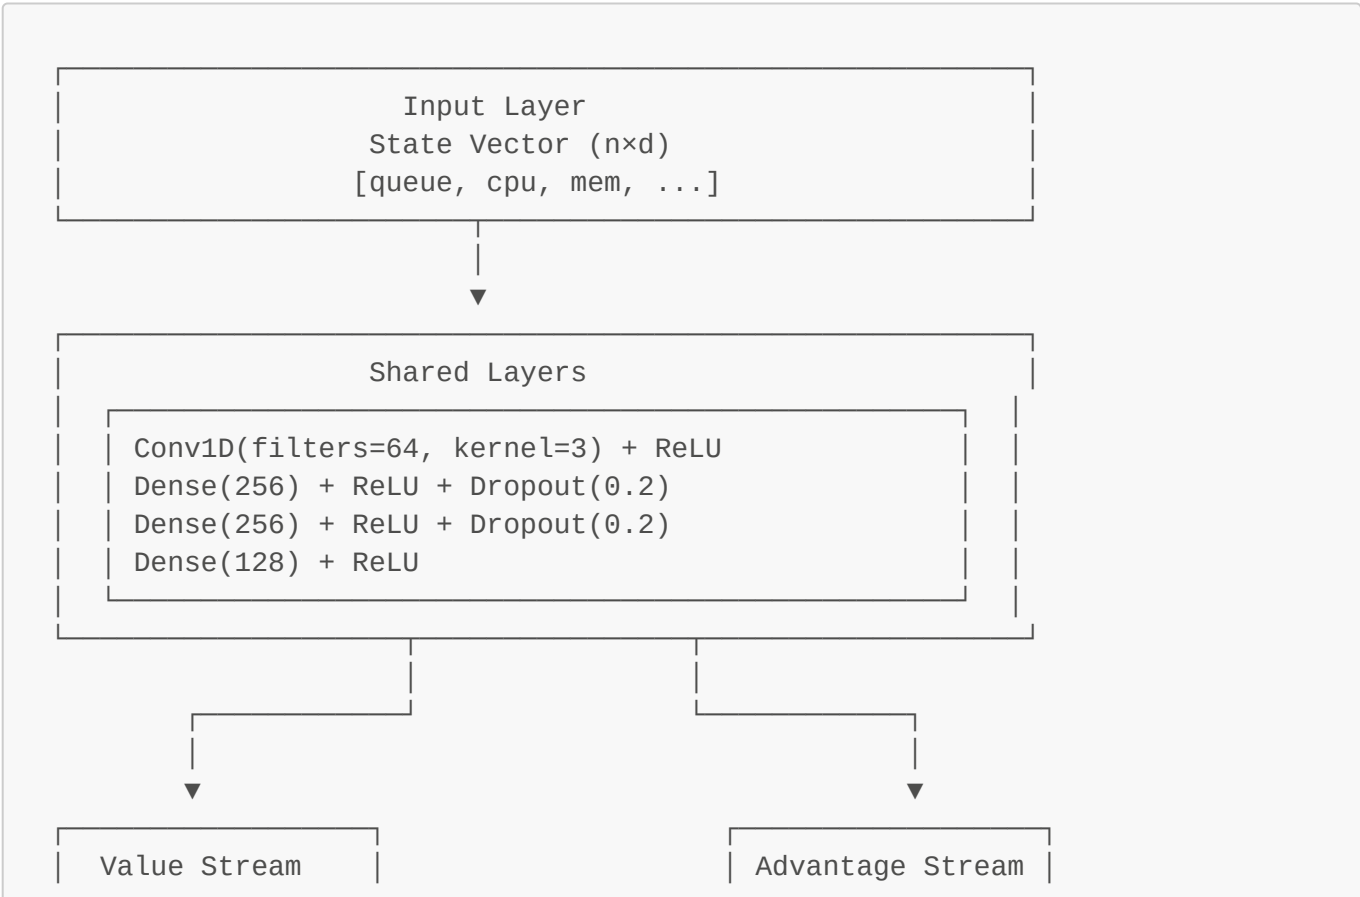 Input Layer
State Vector (n×d)
[queue, cpu, mem, ...]
Shared Layers
Conv1D(filters=64, kernel=3) + ReLU
Dense(256) + ReLU + Dropout(0.2)
Dense(256) + ReLU + Dropout(0.2)
Dense(128) + ReLU
Value Stream
Advantage Stream